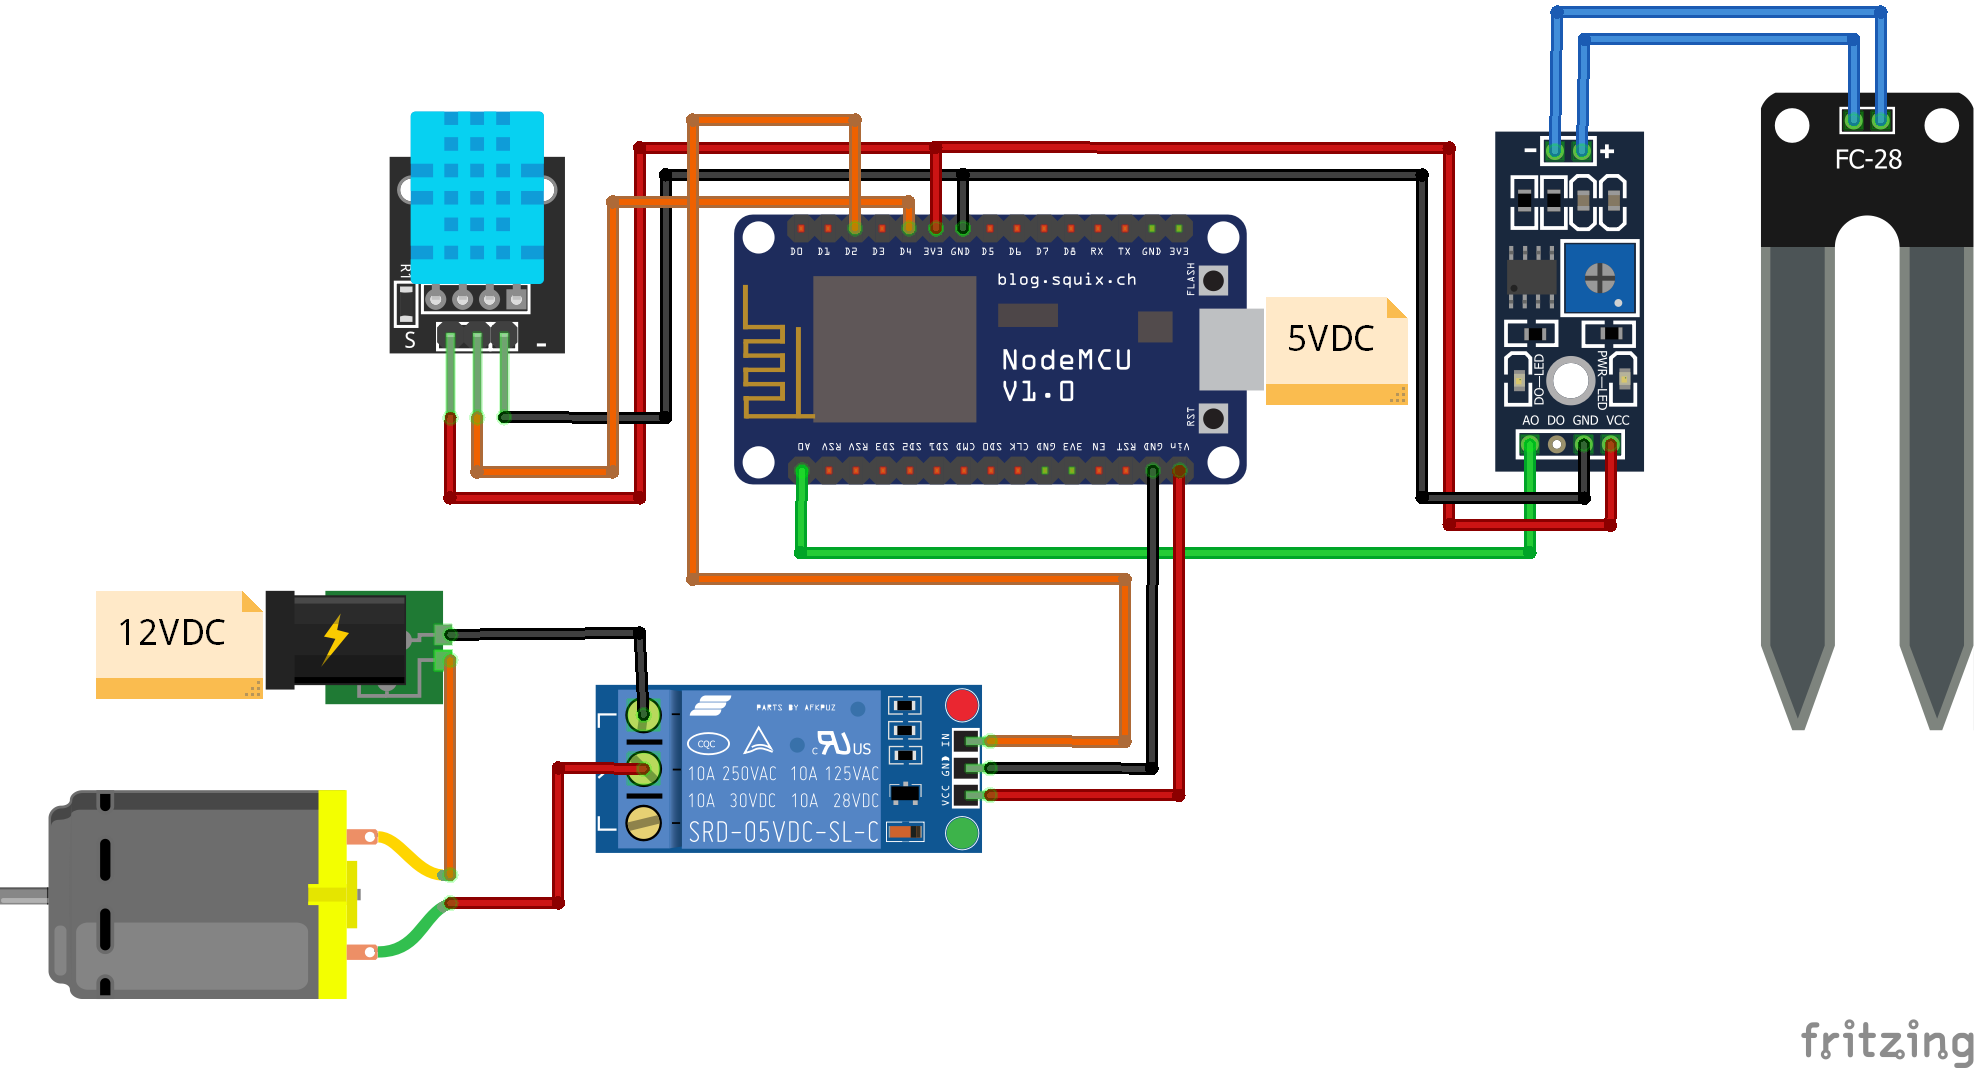 FC-28
- +
D0 D1 D2 D3 D4 3V3 GND D5 D6 D7 D8 RX TX GND 3V3
blog.squix.ch
FLASH
5VDC
NodeMCU
V1.0
S
-
DO-LED
PWR-LED
RST
AO DO GND VCC
A0 RSV RSV SD3 SD2 SD1 CMD SD0 CLK GND 3V3 EN RST GND Vin
12VDC
PARTS BY AFKPUZ
CQC
c RU US
IN
GND
VCC
10A 250VAC 10A 125VAC
10A 30VDC 10A 28VDC
SRD-05VDC-SL-C
fritzing